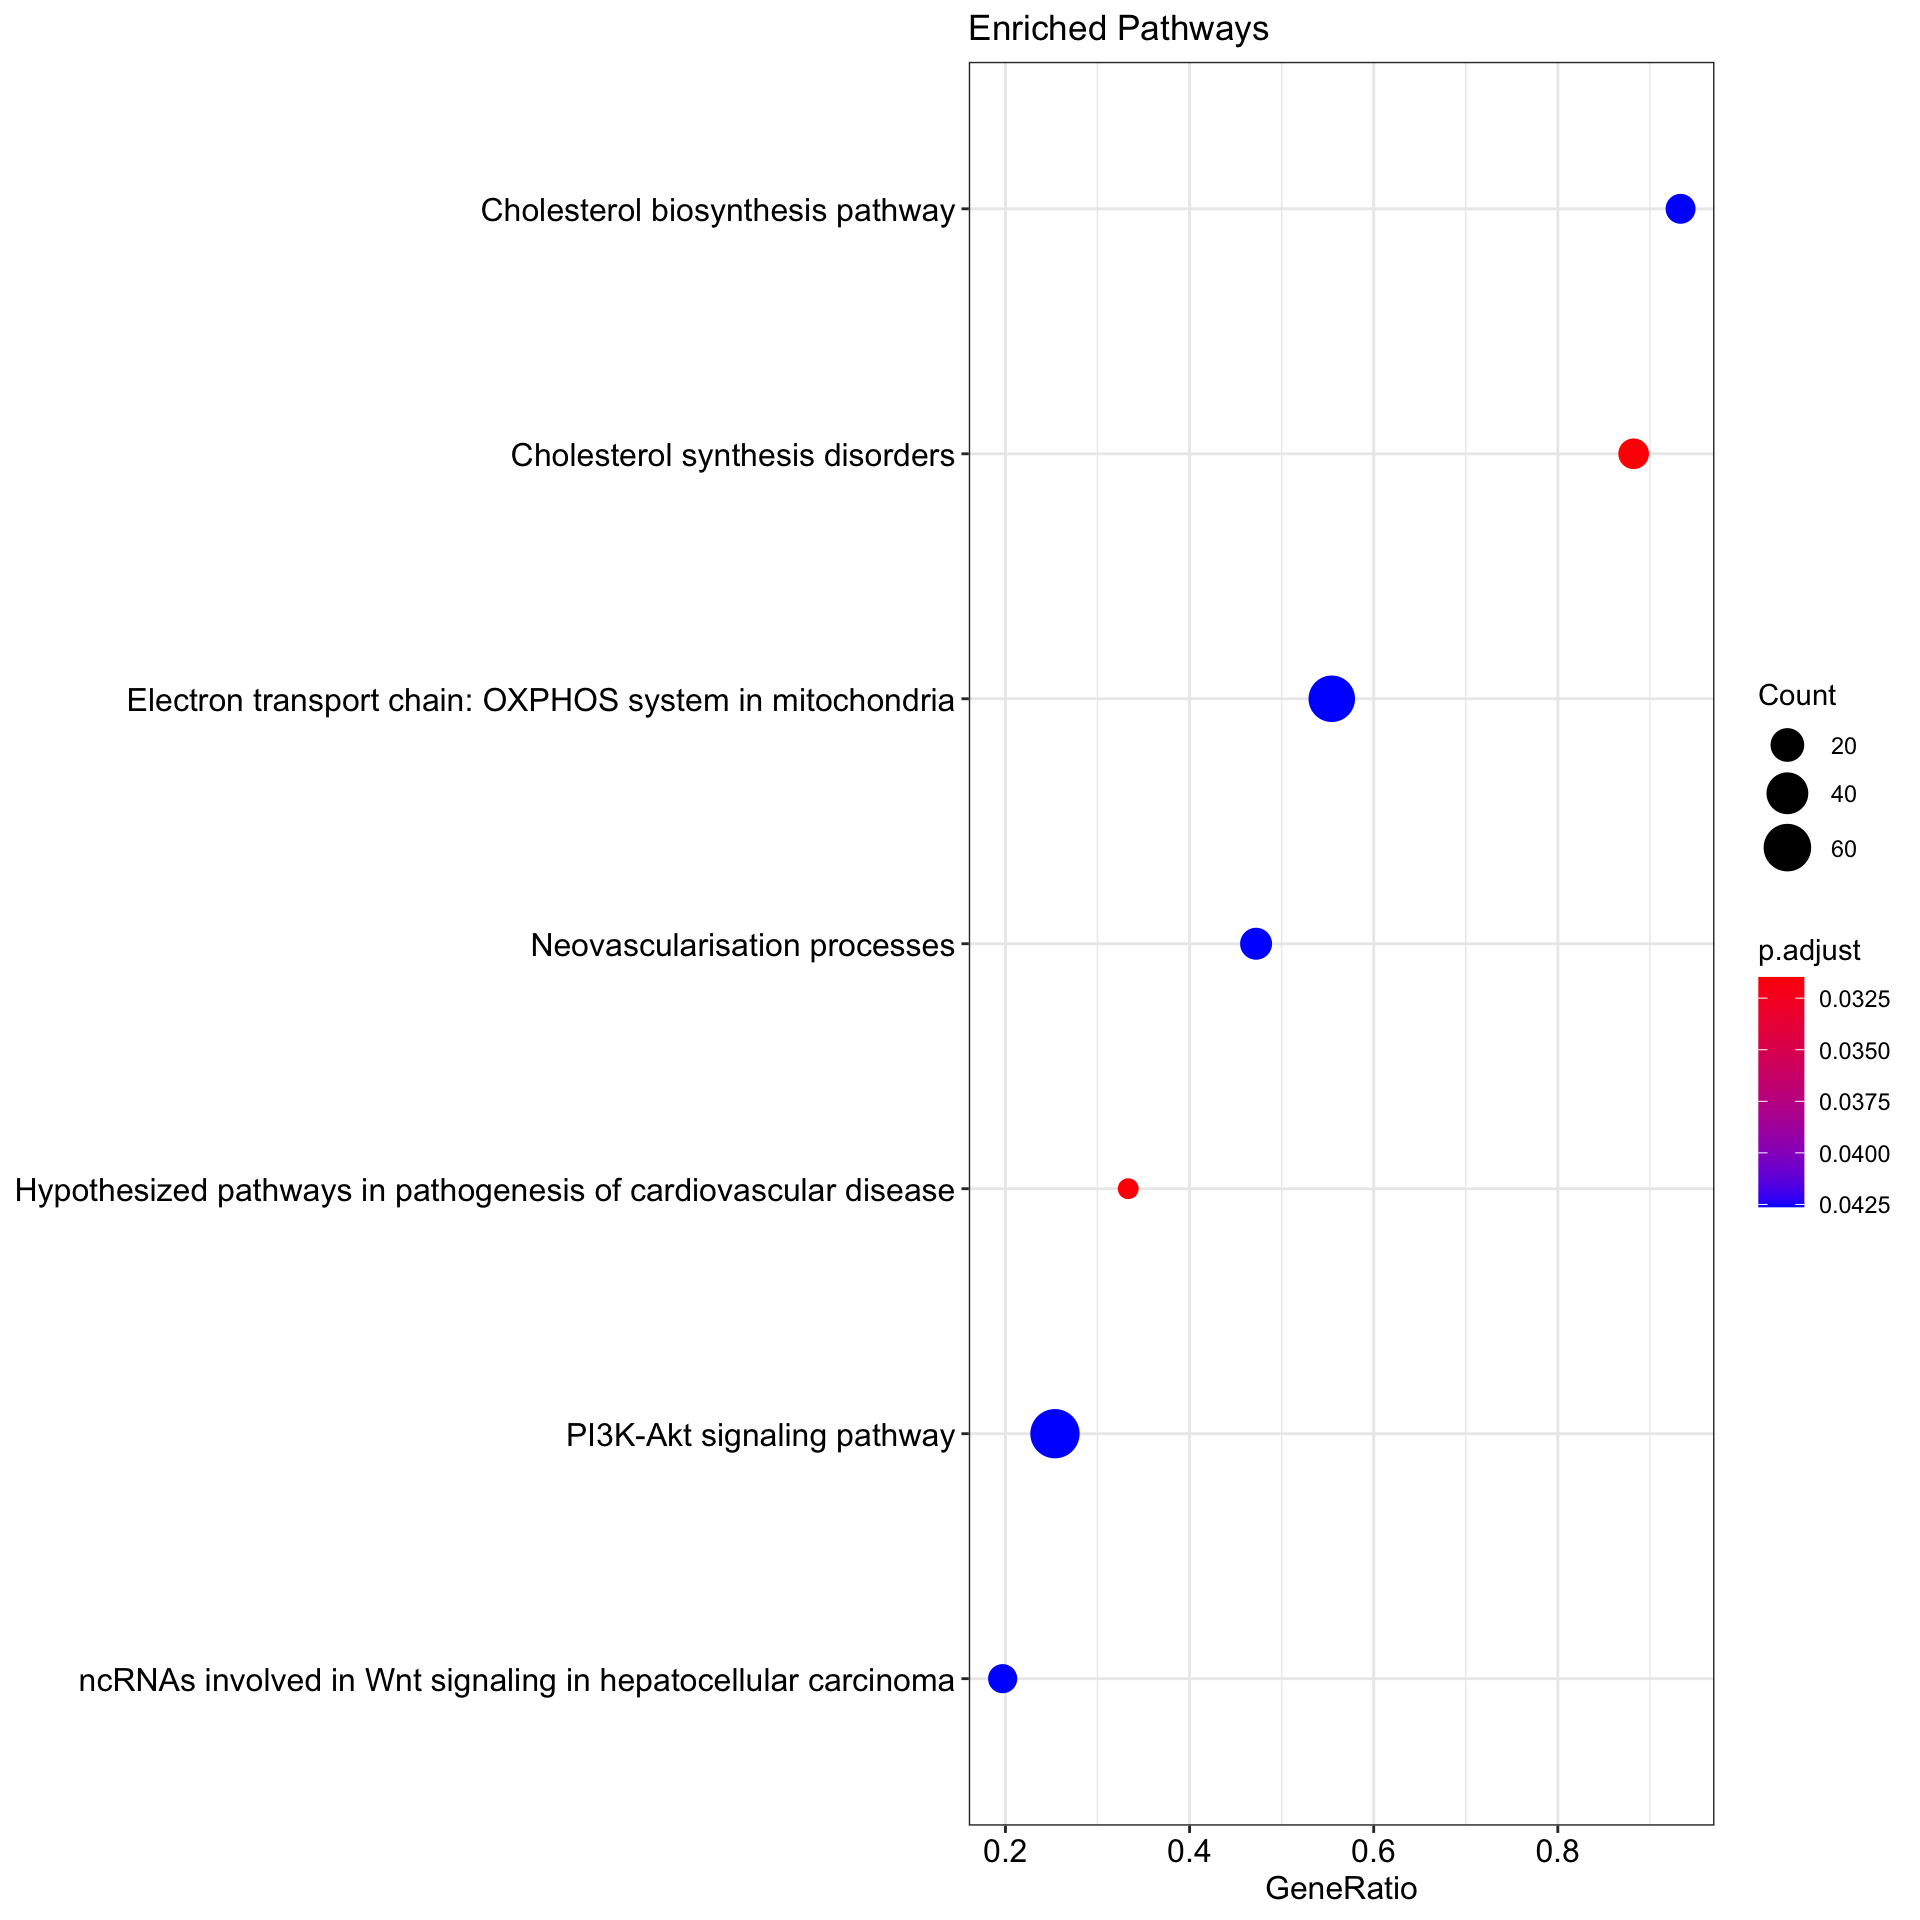 Enriched Pathways
Cholesterol biosynthesis pathway
Cholesterol synthesis disorders
Electron transport chain: OXPHOS system in mitochondria
Neovascularisation processes
Hypothesized pathways in pathogenesis of cardiovascular disease
PI3K-Akt signaling pathway
ncRNAs involved in Wnt signaling in hepatocellular carcinoma
0.2 0.4 0.6 0.8
GeneRatio
Count
20
40
60
p.adjust
0.0325
0.0350
0.0375
0.0400
0.0425